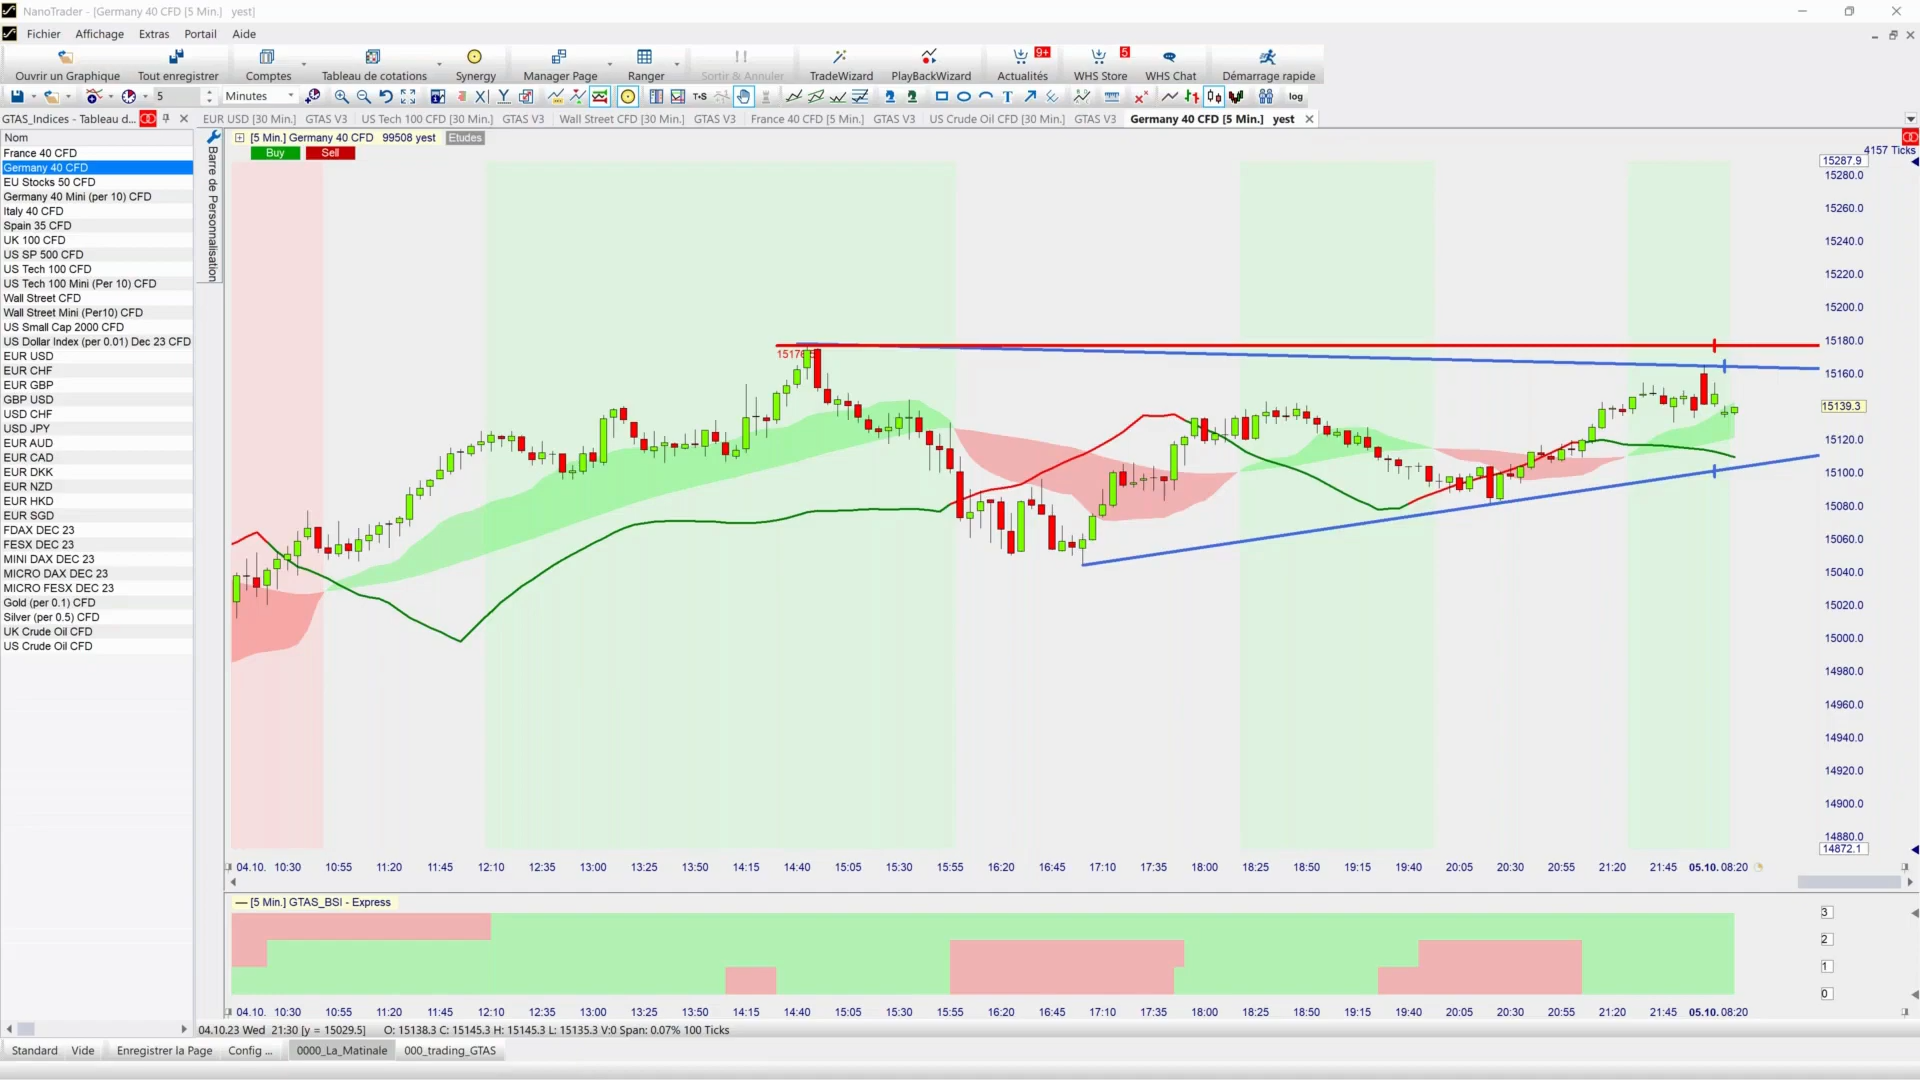 NanoTrader - [Germany 40 CFD [5 Min.]   yest]
Fichier Affichage Extras Portail Aide
Ouvrir un Graphique Tout enregistrer Comptes Tableau de cotations Synergy Manager Page Ranger Sortir & Annuler TradeWizard PlayBackWizard Actualités 9+ WHS Store 5 WHS Chat Démarrage rapide
5 Minutes T•S T log
GTAS_Indices - Tableau d... EUR USD [30 Min.] GTAS V3 US Tech 100 CFD [5 Min.] GTAS V3 Wall Street CFD [30 Min.] GTAS V3 France 40 CFD [5 Min.] GTAS V3 US Crude Oil CFD [30 Min.] GTAS V3 Germany 40 CFD [5 Min.] yest
Nom
France 40 CFD
Germany 40 CFD
EU Stocks 50 CFD
Germany 40 Mini (per 10) CFD
Italy 40 CFD
Spain 35 CFD
UK 100 CFD
US SP 500 CFD
US Tech 100 CFD
US Tech 100 Mini (Per 10) CFD
Wall Street CFD
Wall Street Mini (Per10) CFD
US Small Cap 2000 CFD
US Dollar Index (per 0.01) Dec 23 CFD
EUR USD
EUR CHF
EUR GBP
GBP USD
USD CHF
USD JPY
EUR AUD
EUR CAD
EUR DKK
EUR NZD
EUR HKD
EUR SGD
FDAX DEC 23
FESX DEC 23
MINI DAX DEC 23
MICRO DAX DEC 23
MICRO FESX DEC 23
Gold (per 0.1) CFD
Silver (per 0.5) CFD
UK Crude Oil CFD
US Crude Oil CFD
Barre de Personnalisation
[5 Min.] Germany 40 CFD 99508 yest Etudes
Buy Sell
4157 Ticks
15287.9
15280.0
15260.0
15240.0
15220.0
15200.0
15180.0
15160.0
15139.3
15120.0
15100.0
15080.0
15060.0
15040.0
15020.0
15000.0
14980.0
14960.0
14940.0
14920.0
14900.0
14880.0
14872.1
04.10. 10:30 10:55 11:20 11:45 12:10 12:35 13:00 13:25 14:15 14:40 15:05 15:30 15:55 16:20 16:45 17:10 17:35 18:00 18:25 18:50 19:15 19:40 20:05 20:30 20:55 21:20 21:45 05.10. 08:20
[5 Min.] GTAS_BSI - Express
3
2
1
0
04.10. 10:30 10:55 11:20 11:45 12:10 12:35 13:00 13:25 14:15 14:40 15:05 15:30 15:55 16:20 16:45 17:10 17:35 18:00 18:25 18:50 19:15 19:40 20:05 20:30 20:55 21:20 21:45 05.10. 08:20
04.10.23 Wed 21:30 [y = 15029.5] O: 15138.3 C: 15145.3 H: 15145.3 L: 15135.3 V:0 Span: 0.07% 100 Ticks
Standard Vide Enregistrer la Page Config ... 0000_La_Matinale 000_trading_GTAS